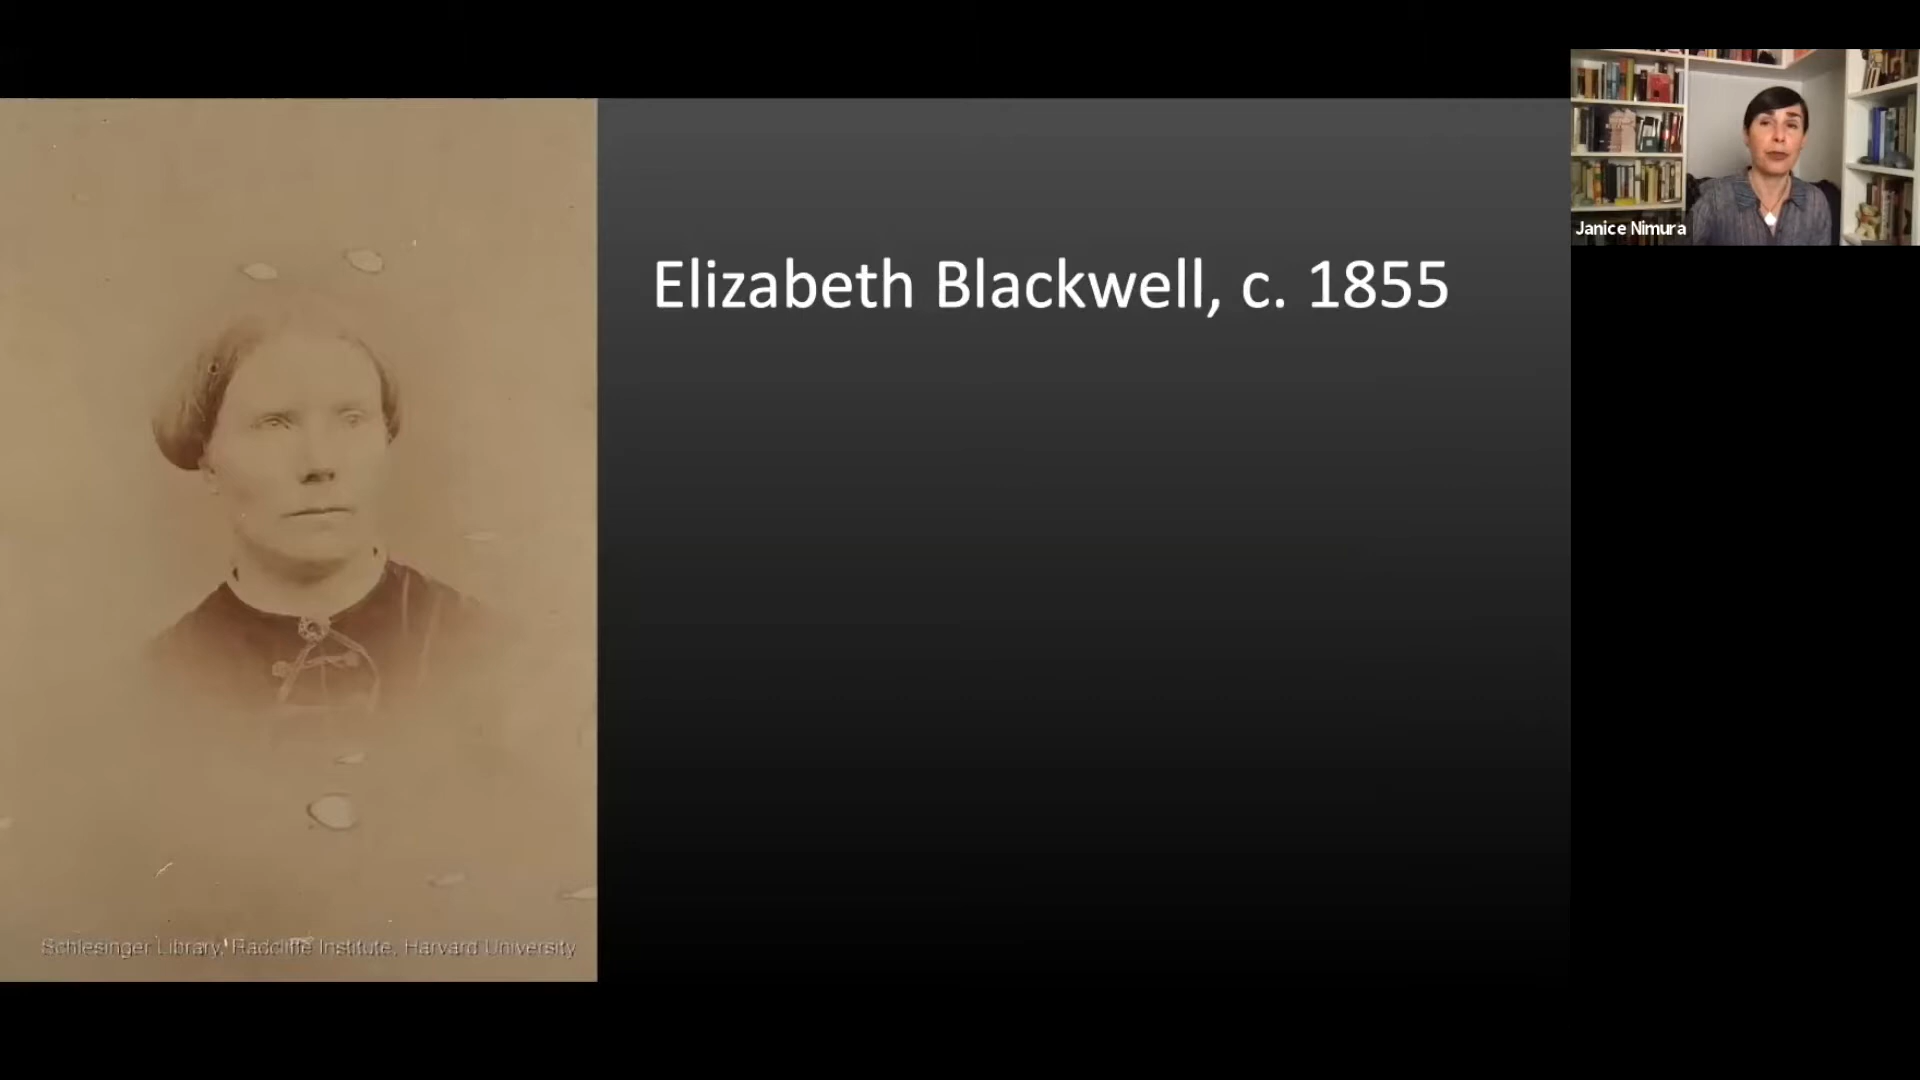 Elizabeth Blackwell, c. 1855
Janice Nimura
Schlesinger Library, Radcliffe Institute, Harvard University